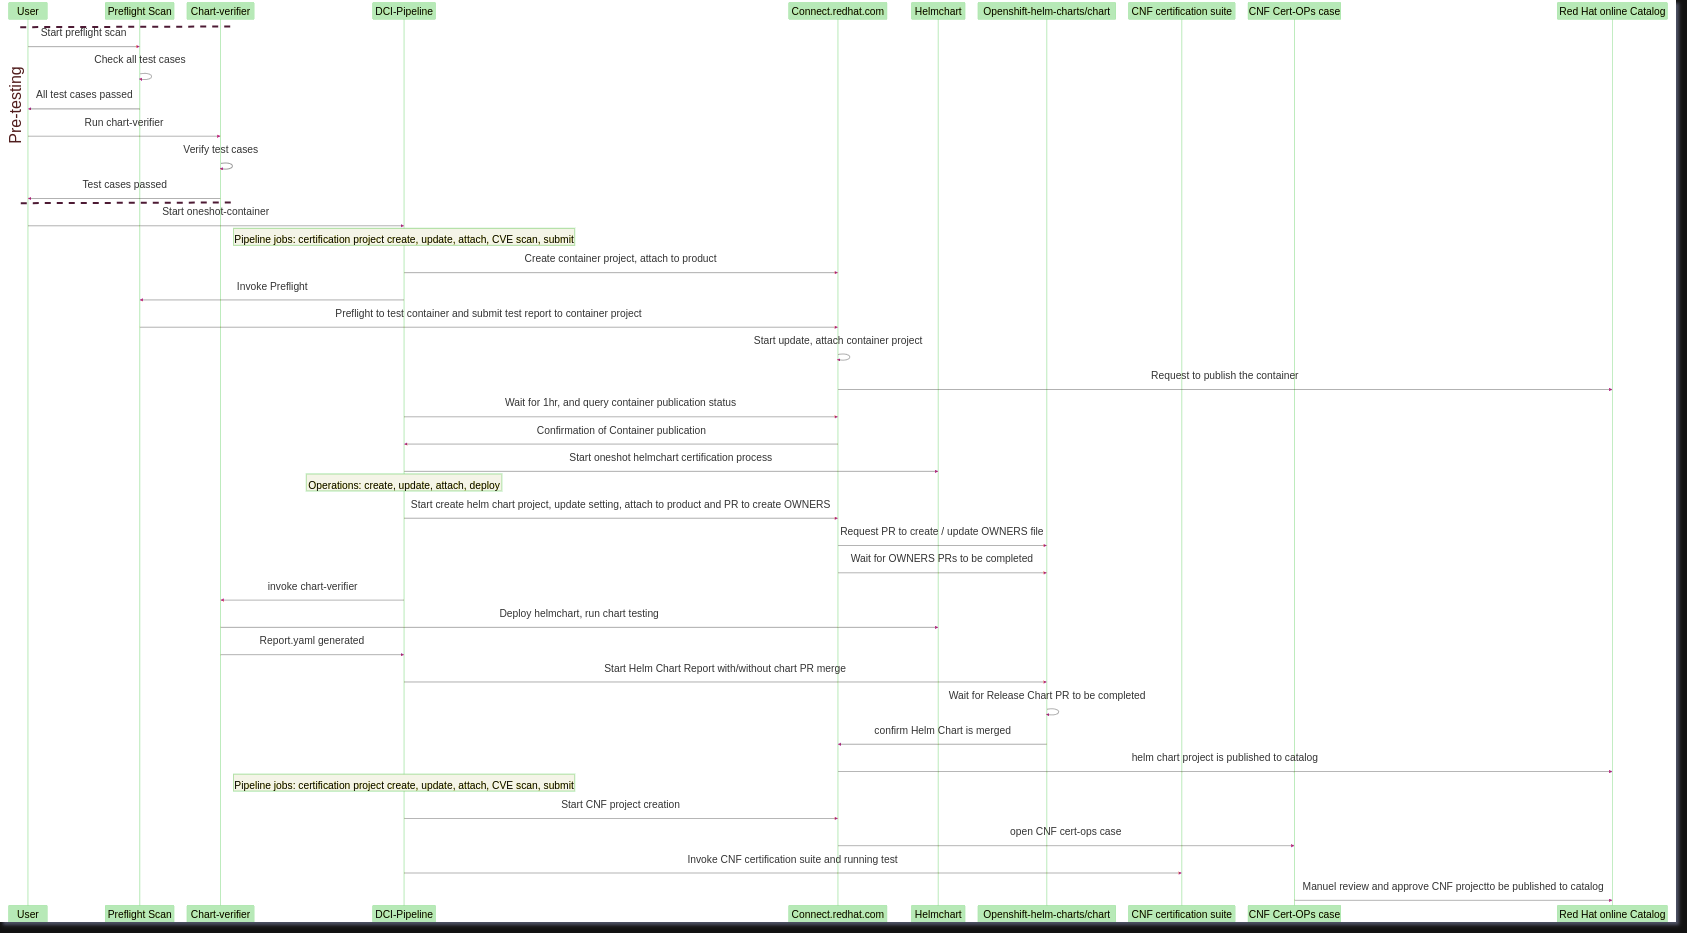 User Preflight Scan Chart-verifier DCI-Pipeline Connect.redhat.com Helmchart Openshift-helm-charts/chart CNF certification suite CNF Cert-OPs case Red Hat online Catalog
Pre-testing
Start preflight scan
Check all test cases
All test cases passed
Run chart-verifier
Verify test cases
Test cases passed
Start oneshot-container
Pipeline jobs: certification project create, update, attach, CVE scan, submit
Create container project, attach to product
Invoke Preflight
Preflight to test container and submit test report to container project
Start update, attach container project
Request to publish the container
Wait for 1hr, and query container publication status
Confirmation of Container publication
Start oneshot helmchart certification process
Operations: create, update, attach, deploy
Start create helm chart project, update setting, attach to product and PR to create OWNERS
Request PR to create / update OWNERS file
Wait for OWNERS PRs to be completed
invoke chart-verifier
Deploy helmchart, run chart testing
Report.yaml generated
Start Helm Chart Report with/without chart PR merge
Wait for Release Chart PR to be completed
confirm Helm Chart is merged
helm chart project is published to catalog
Pipeline jobs: certification project create, update, attach, CVE scan, submit
Start CNF project creation
open CNF cert-ops case
Invoke CNF certification suite and running test
Manuel review and approve CNF projectto be published to catalog
User Preflight Scan Chart-verifier DCI-Pipeline Connect.redhat.com Helmchart Openshift-helm-charts/chart CNF certification suite CNF Cert-OPs case Red Hat online Catalog